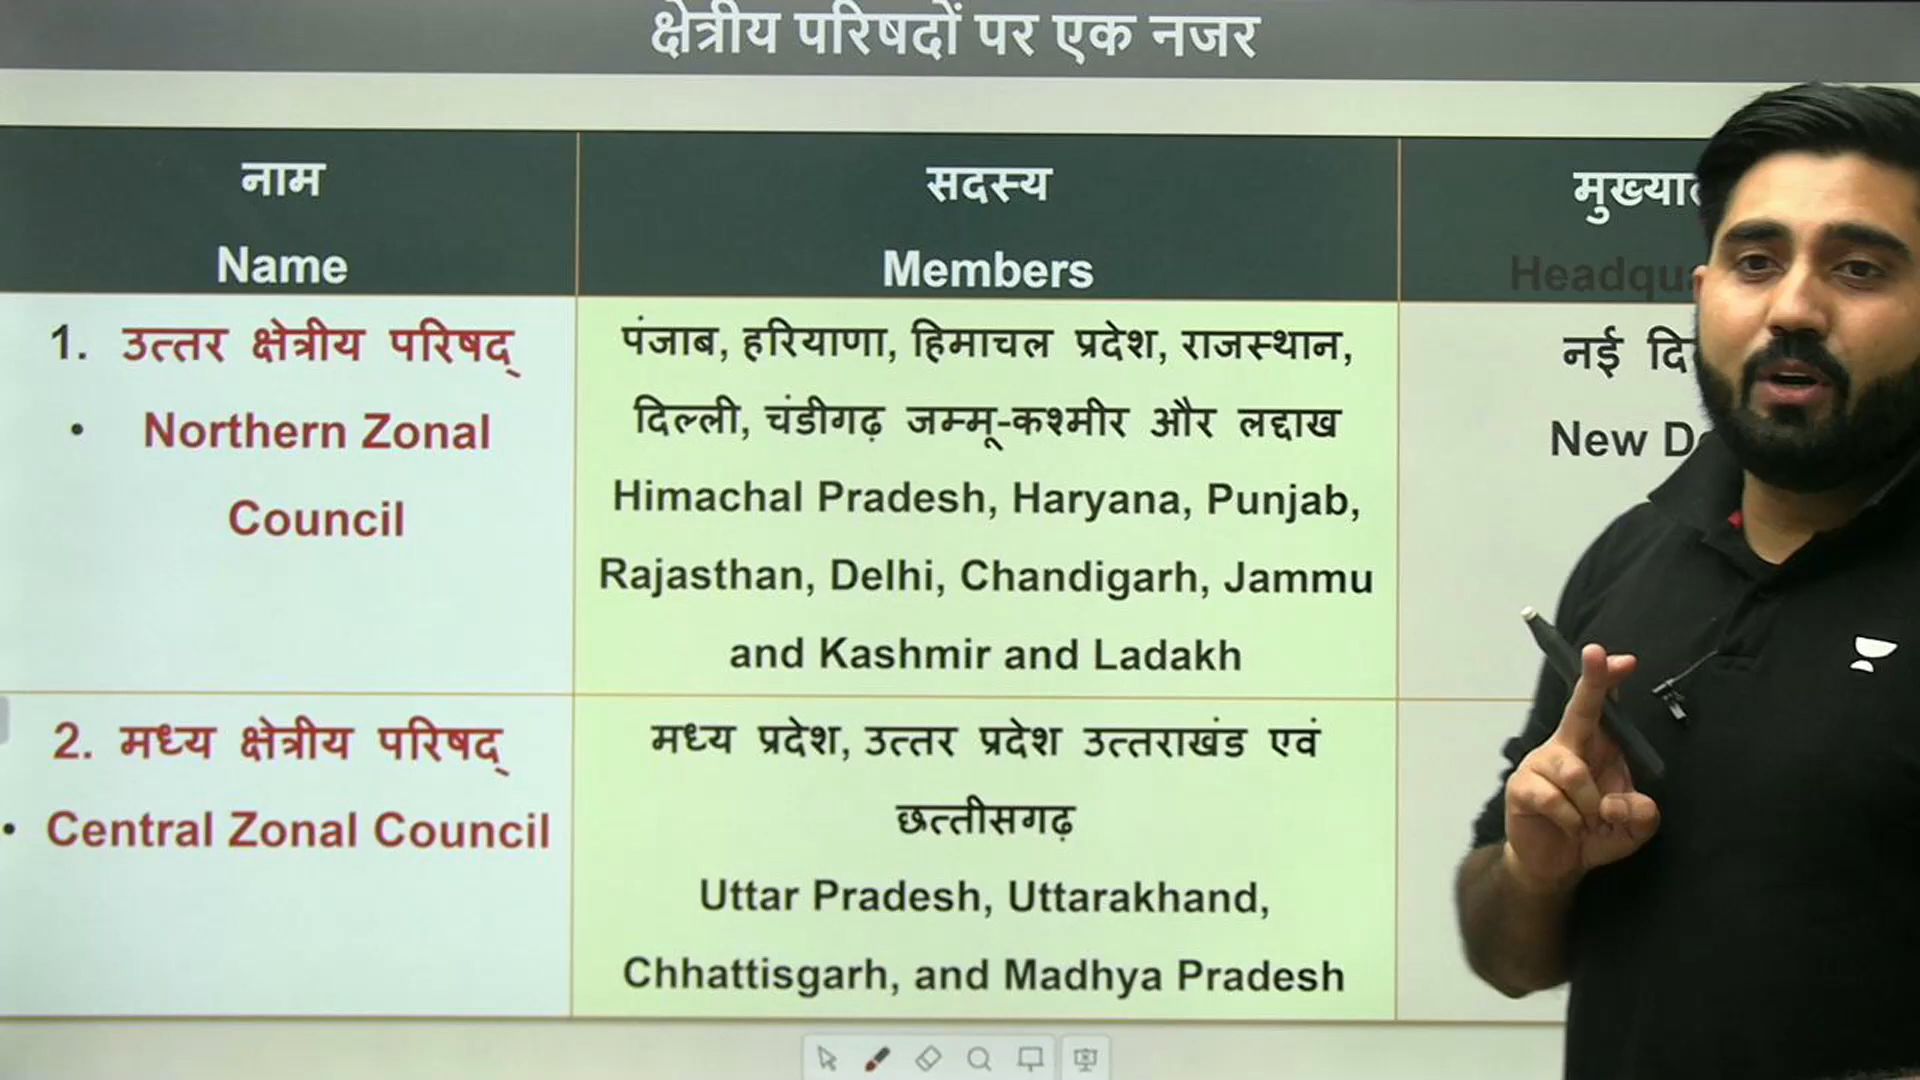 क्षेत्रीय परिषदों पर एक नजर
नाम
Name
सदस्य
Members
1. उत्तर क्षेत्रीय परिषद्
• Northern Zonal
Council
पंजाब, हरियाणा, हिमाचल प्रदेश, राजस्थान,
दिल्ली, चंडीगढ़ जम्मू-कश्मीर और लद्दाख
Himachal Pradesh, Haryana, Punjab,
Rajasthan, Delhi, Chandigarh, Jammu
and Kashmir and Ladakh
नई
New
2. मध्य क्षेत्रीय परिषद्
• Central Zonal Council
मध्य प्रदेश, उत्तर प्रदेश उत्तराखंड एवं
छत्तीसगढ़
Uttar Pradesh, Uttarakhand,
Chhattisgarh, and Madhya Pradesh